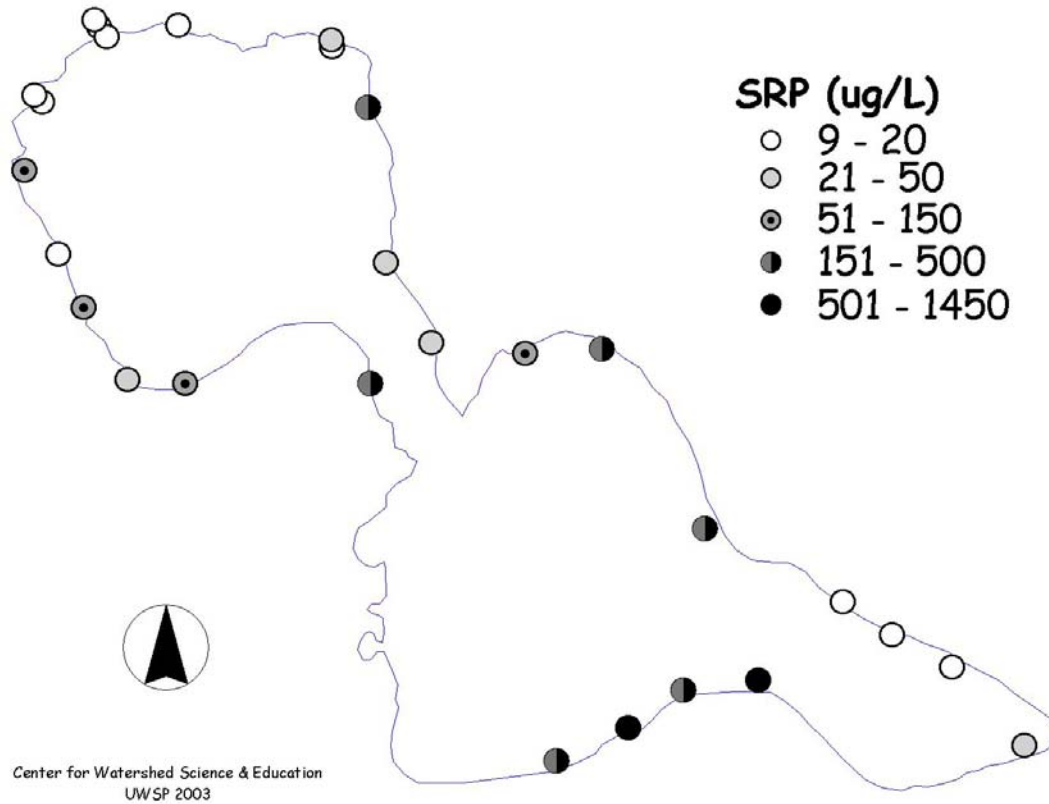 SRP (ug/L)
9 - 20
21 - 50
51 - 150
151 - 500
501 - 1450
Center for Watershed Science & Education
UWSP 2003